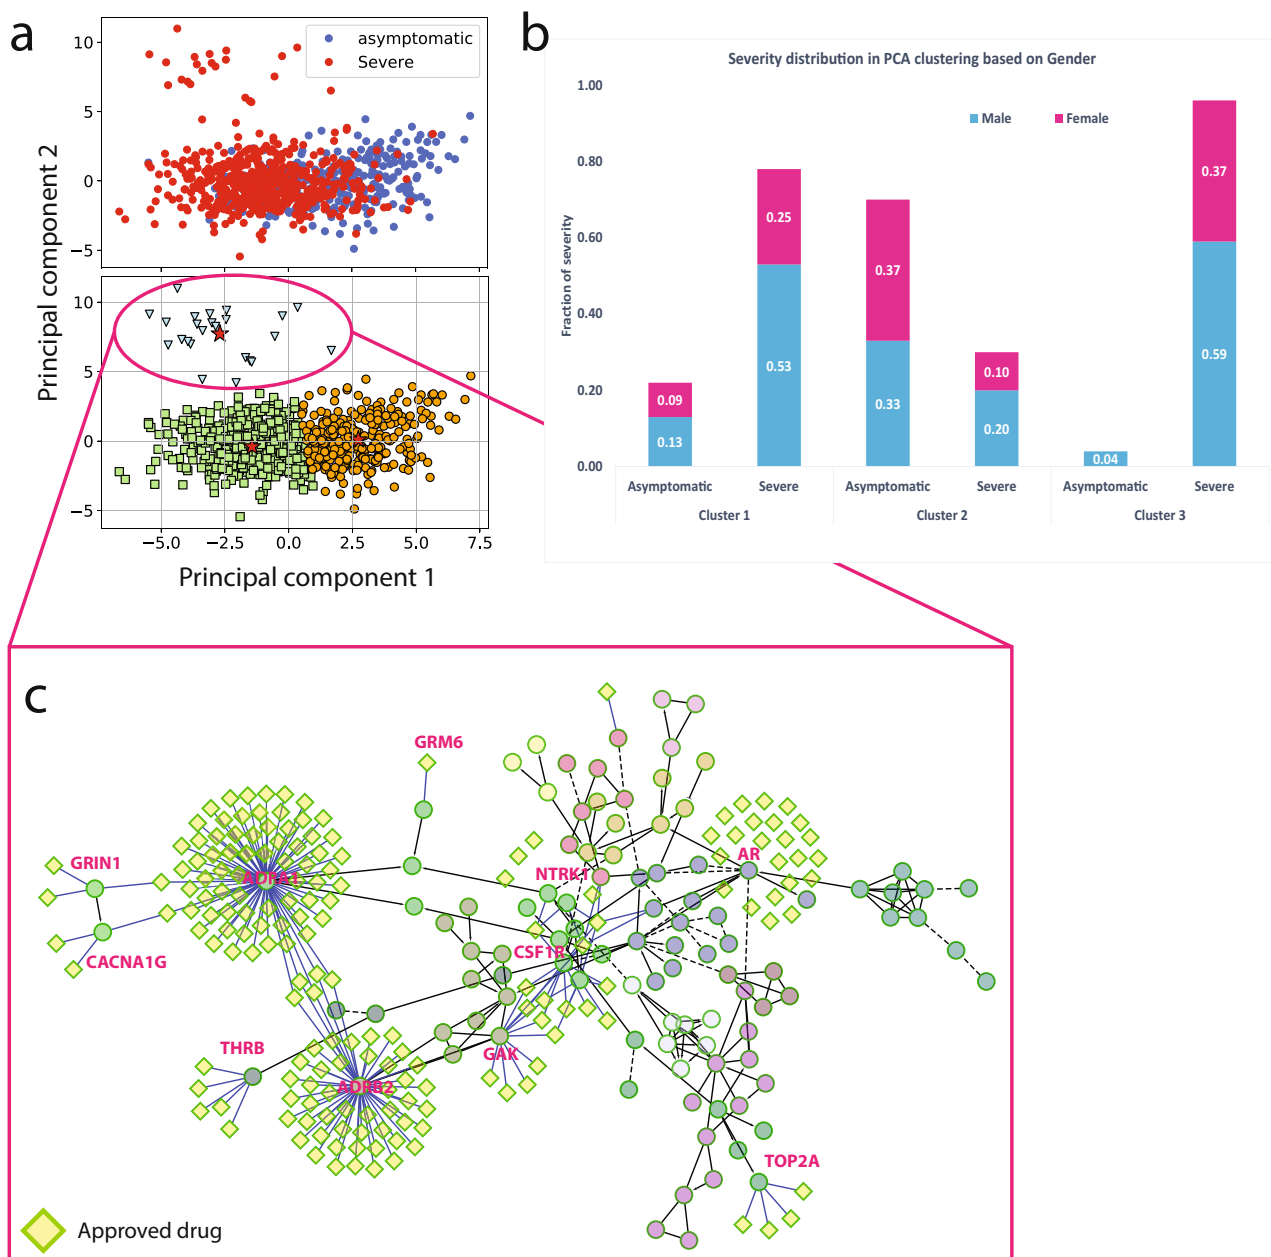 a
10
5
0
−5
asymptomatic
Severe
Principal component 2
10
5
0
−5
−5.0
−2.5
0.0
2.5
5.0
7.5
Principal component 1
b
Severity distribution in PCA clustering based on Gender
Male
Female
Fraction of severity
1.00
0.80
0.60
0.40
0.20
0.00
0.09
0.13
0.25
0.53
0.37
0.33
0.10
0.20
0.04
0.37
0.59
Asymptomatic
Severe
Asymptomatic
Severe
Asymptomatic
Severe
Cluster 1
Cluster 2
Cluster 3
c
GRM6
GRIN1
ADRA1
NTRK1
AR
CACNA1G
CSF1R
THRB
GAK
ADRB2
TOP2A
Approved drug